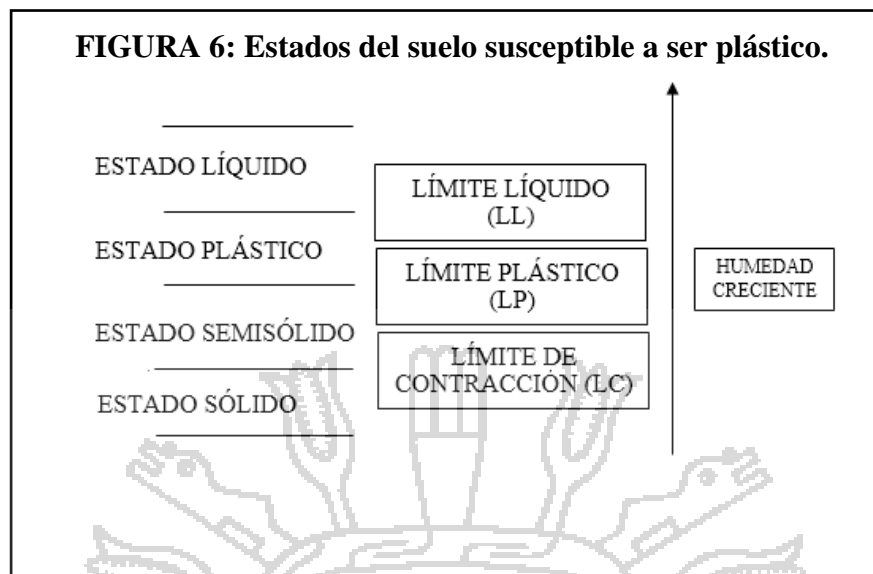 FIGURA 6: Estados del suelo susceptible a ser plástico.
ESTADO LÍQUIDO
LÍMITE LÍQUIDO
(LL)
ESTADO PLÁSTICO
LÍMITE PLÁSTICO
(LP)
HUMEDAD
CRECIENTE
ESTADO SEMISÓLIDO
LÍMITE DE
CONTRACCIÓN (LC)
ESTADO SÓLIDO